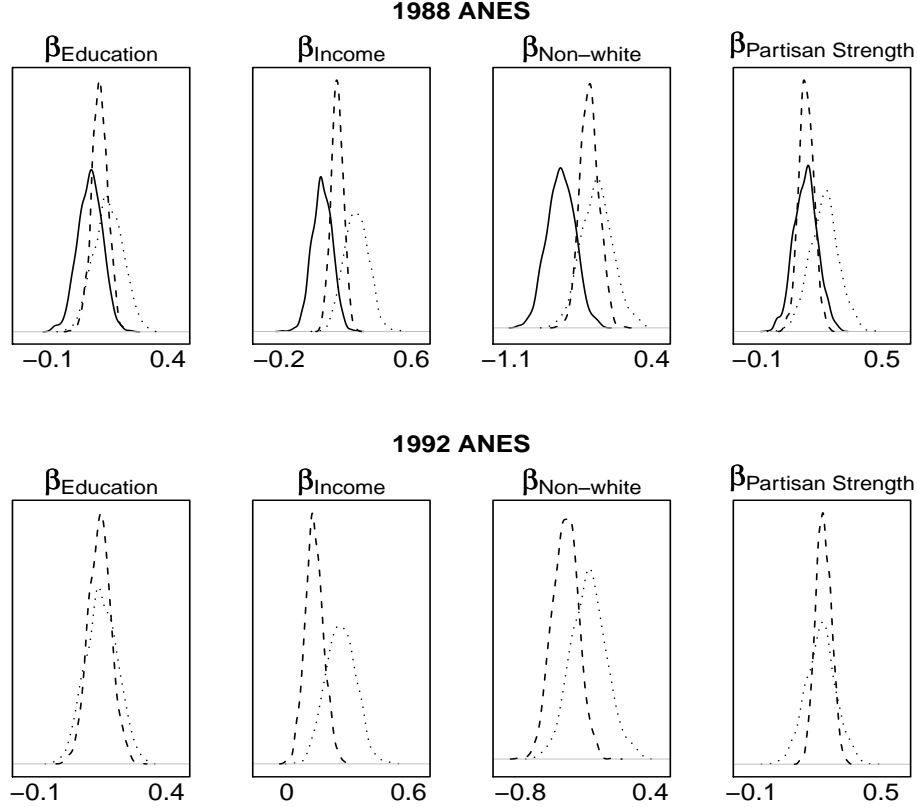 1988 ANES
βEducation βIncome βNon−white βPartisan Strength
−0.1 0.4 −0.2 0.6 −1.1 0.4 −0.1 0.5
1992 ANES
βEducation βIncome βNon−white βPartisan Strength
−0.1 0.4 0 0.6 −0.8 0.4 −0.1 0.5